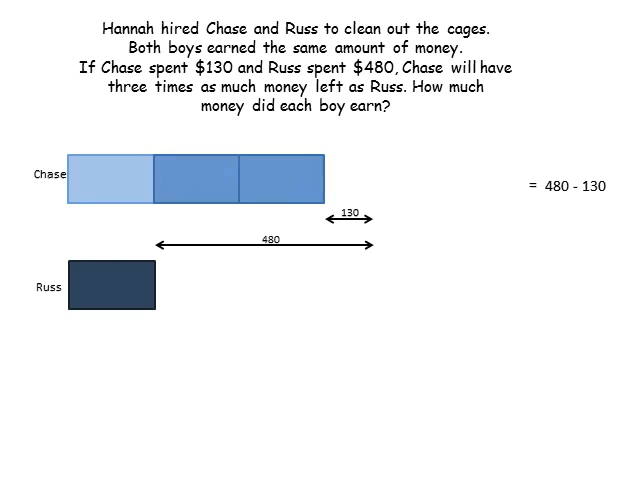 Hannah hired Chase and Russ to clean out the cages.
Both boys earned the same amount of money.
If Chase spent $130 and Russ spent $480, Chase will have
three times as much money left as Russ. How much
money did each boy earn?
Chase
= 480 - 130
130
480
Russ